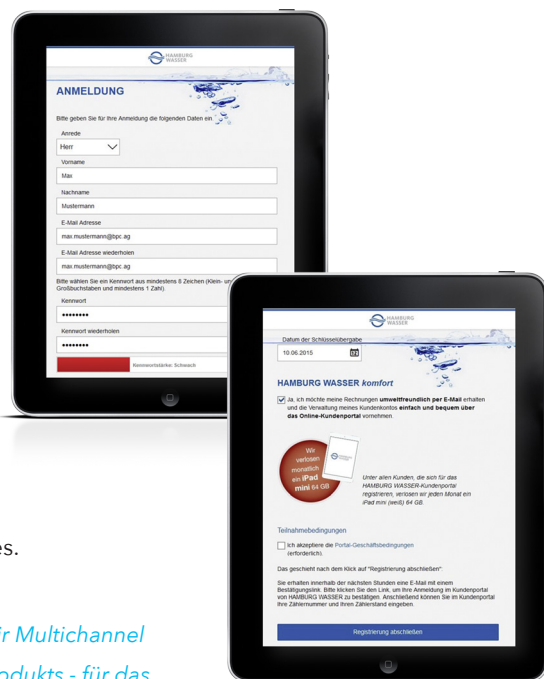 HAMBURG
WASSER
ANMELDUNG
Bitte geben Sie für Ihre Anmeldung die folgenden Daten ein.
Anrede
Herr
Vorname
Max
Nachname
Mustermann
E-Mail Adresse
max.mustermann@bpc.ag
E-Mail Adresse wiederholen
max.mustermann@bpc.ag
Bitte wählen Sie ein Kennwort aus mindestens 8 Zeichen (Klein- un
Großbuchstaben und mindestens 1 Zahl).
Kennwort
••••••••
Kennwort wiederholen
••••••••
Kennwortstärke: Schwach
HAMBURG
WASSER
Datum der Schlüsselübergabe
10.06.2015
HAMBURG WASSER komfort
Ja, ich möchte meine Rechnungen umweltfreundlich per E-Mail erhalten
und die Verwaltung meines Kundenkontos einfach und bequem über
das Online-Kundenportal vornehmen.
Wir
verlosen
monatlich
ein iPad
mini 64 GB
Unter allen Kunden, die sich für das
HAMBURG WASSER-Kundenportal
registrieren, verlosen wir jeden Monat ein
iPad mini (weiß) 64 GB.
Teilnahmebedingungen
Ich akzeptiere die Portal-Geschäftsbedingungen
(erforderlich).
Das geschieht nach dem Klick auf "Registrierung abschließen":
Sie erhalten innerhalb der nächsten Stunden eine E-Mail mit einem
Bestätigungslink. Bitte klicken Sie den Link, um Ihre Anmeldung im Kundenportal
von HAMBURG WASSER zu bestätigen. Anschließend können Sie im Kundenportal
Ihre Zählernummer und Ihren Zählerstand eingeben.
Registrierung abschließen
es.
ir Multichannel
odukts - für das